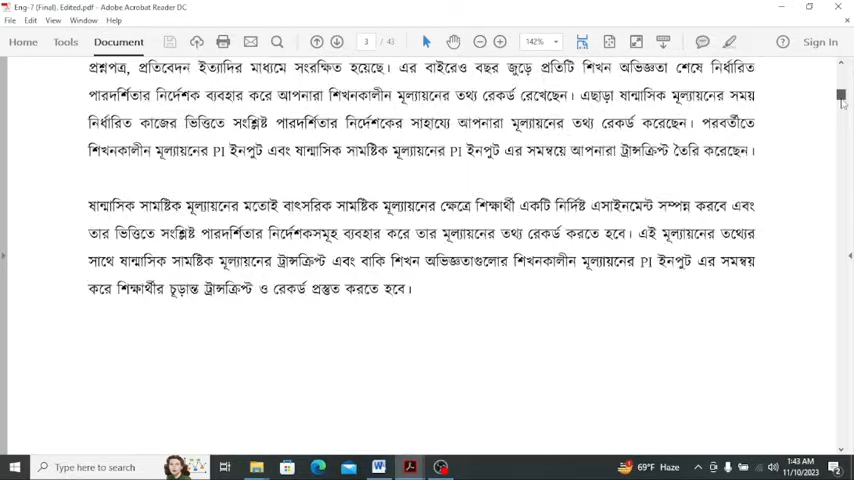 Eng-7 (Final). Edited.pdf - Adobe Acrobat Reader DC
File Edit View Window Help
Home Tools Document 3 / 43 142% Sign In
প্রশ্নপত্র, প্রতিবেদন ইত্যাদির মাধ্যমে সংরক্ষিত হয়েছে। এর বাইরেও বছর জুড়ে প্রতিটি শিখন অভিজ্ঞতা শেষে নির্ধারিত
পারদর্শিতার নির্দেশক ব্যবহার করে আপনারা শিখনকালীন মূল্যায়নের তথ্য রেকর্ড রেখেছেন। এছাড়া ষান্মাসিক মূল্যায়নের সময়
নির্ধারিত কাজের ভিত্তিতে সংশ্লিষ্ট পারদর্শিতার নির্দেশকের সাহায্যে আপনারা মূল্যায়নের তথ্য রেকর্ড করেছেন। পরবর্তীতে
শিখনকালীন মূল্যায়নের PI ইনপুট এবং ষান্মাসিক সামষ্টিক মূল্যায়নের PI ইনপুট এর সমন্বয়ে আপনারা ট্রান্সক্রিপ্ট তৈরি করেছেন।
ষান্মাসিক সামষ্টিক মূল্যায়নের মতোই বাৎসরিক সামষ্টিক মূল্যায়নের ক্ষেত্রে শিক্ষার্থী একটি নির্দিষ্ট এসাইনমেন্ট সম্পন্ন করবে এবং
তার ভিত্তিতে সংশ্লিষ্ট পারদর্শিতার নির্দেশকসমূহ ব্যবহার করে তার মূল্যায়নের তথ্য রেকর্ড করতে হবে। এই মূল্যায়নের তথ্যের
সাথে ষান্মাসিক সামষ্টিক মূল্যায়নের ট্রান্সক্রিপ্ট এবং বাকি শিখন অভিজ্ঞতাগুলোর শিখনকালীন মূল্যায়নের PI ইনপুট এর সমন্বয়
করে শিক্ষার্থীর চূড়ান্ত ট্রান্সক্রিপ্ট ও রেকর্ড প্রস্তুত করতে হবে।
Type here to search 69°F Haze 1:43 AM
11/10/2023